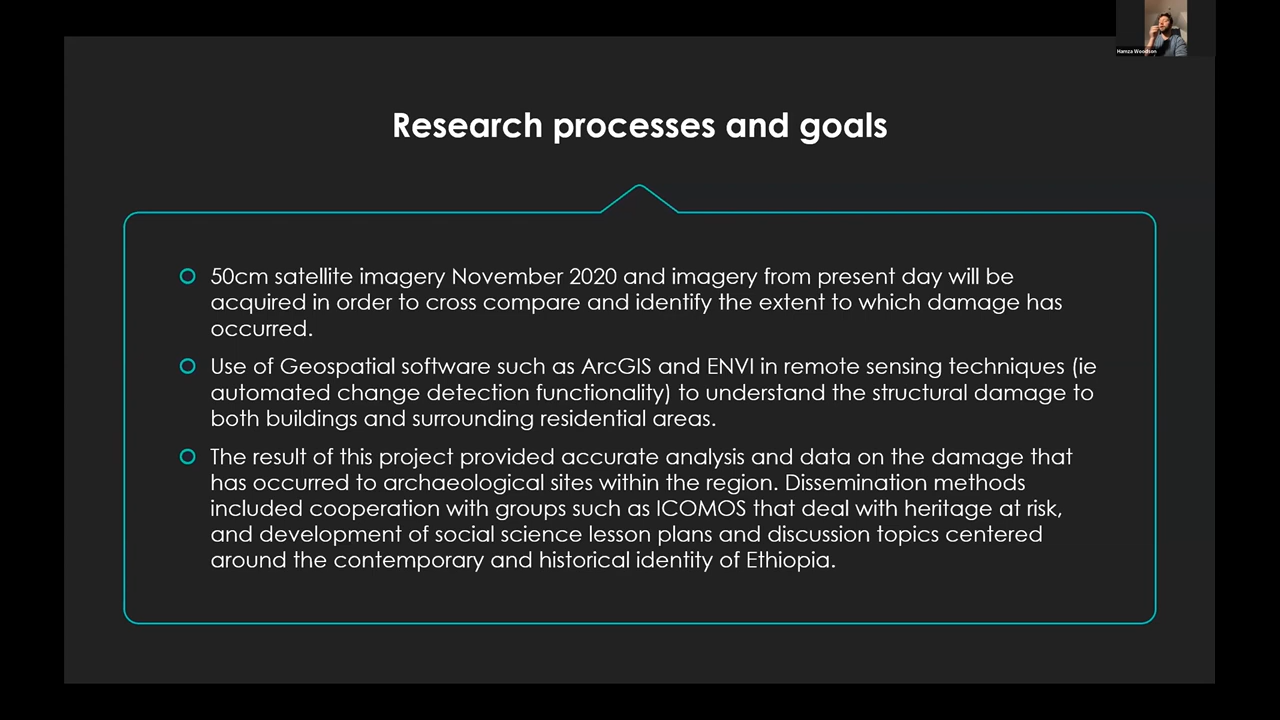 Hamza Woodson
Research processes and goals
50cm satellite imagery November 2020 and imagery from present day will be
acquired in order to cross compare and identify the extent to which damage has
occurred.
Use of Geospatial software such as ArcGIS and ENVI in remote sensing techniques (ie
automated change detection functionality) to understand the structural damage to
both buildings and surrounding residential areas.
The result of this project provided accurate analysis and data on the damage that
has occurred to archaeological sites within the region. Dissemination methods
included cooperation with groups such as ICOMOS that deal with heritage at risk,
and development of social science lesson plans and discussion topics centered
around the contemporary and historical identity of Ethiopia.